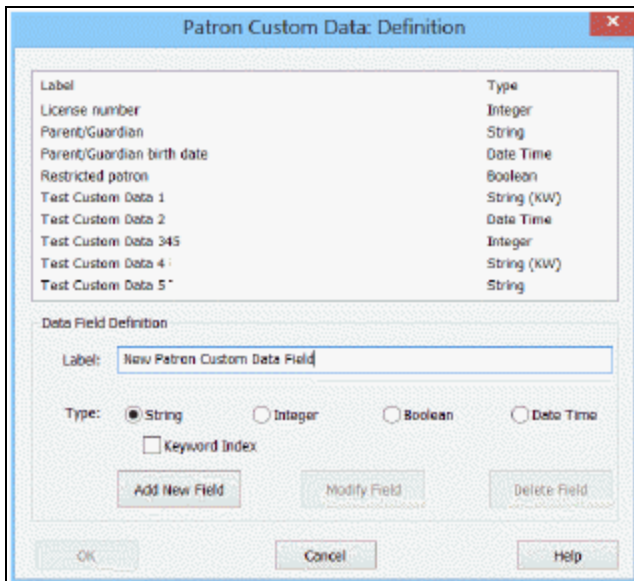 Patron Custom Data: Definition
Label Type
License number Integer
Parent/Guardian String
Parent/Guardian birth date Date Time
Restricted patron Boolean
Test Custom Data 1 String (KW)
Test Custom Data 2 Date Time
Test Custom Data 345 Integer
Test Custom Data 4 String (KW)
Test Custom Data 5 String
Data Field Definition
Label: New Patron Custom Data Field
Type: String Integer Boolean Date Time
Keyword Index
Add New Field Modify Field Delete Field
OK Cancel Help